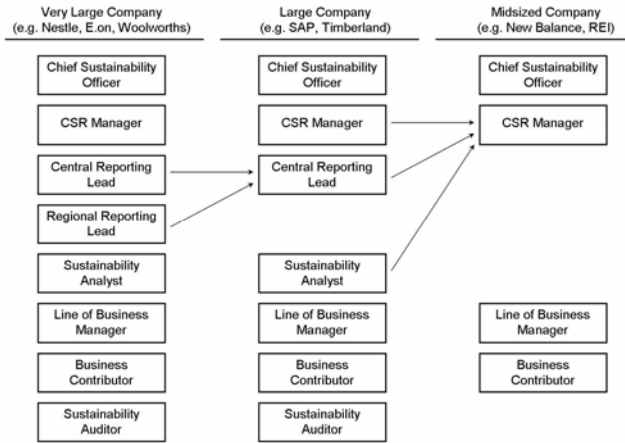 Very Large Company
(e.g. Nestle, E.on, Woolworths)
Chief Sustainability
Officer
CSR Manager
Central Reporting
Lead
Regional Reporting
Lead
Sustainability
Analyst
Line of Business
Manager
Business
Contributor
Sustainability
Auditor
Large Company
(e.g. SAP, Timberland)
Chief Sustainability
Officer
CSR Manager
Central Reporting
Lead
Sustainability
Analyst
Line of Business
Manager
Business
Contributor
Sustainability
Auditor
Midsized Company
(e.g. New Balance, REI)
Chief Sustainability
Officer
CSR Manager
Line of Business
Manager
Business
Contributor